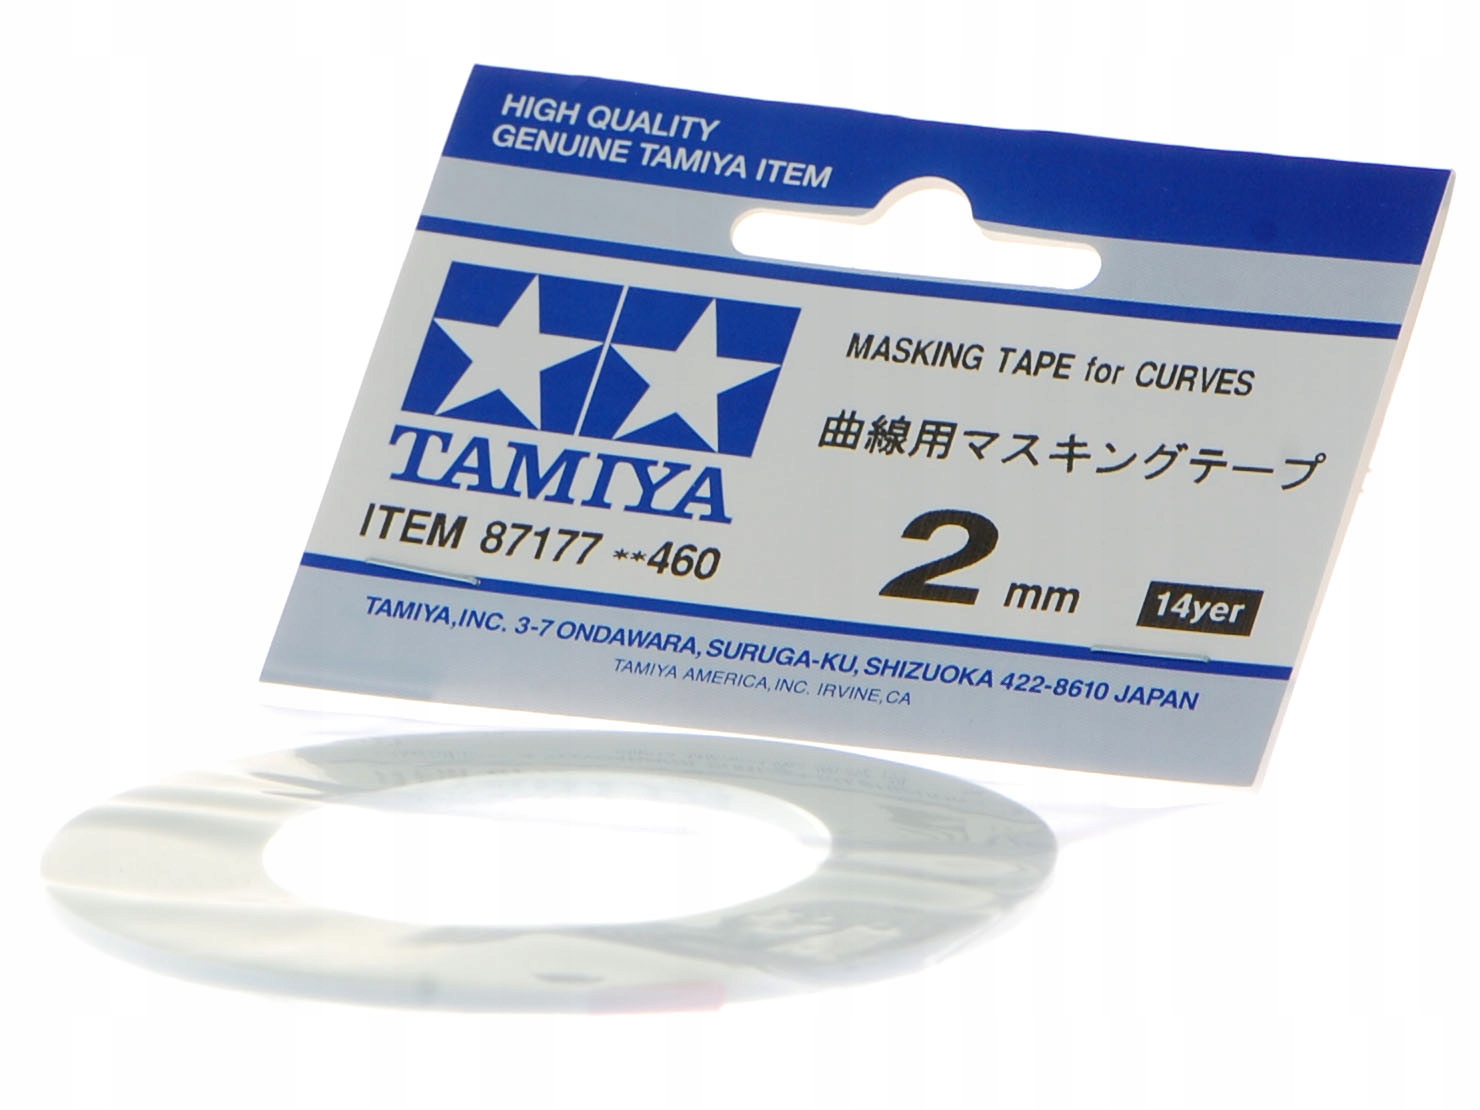 HIGH QUALITY
GENUINE TAMIYA ITEM
TAMIYA
ITEM 87177 **460
MASKING TAPE for CURVES
曲線用マスキングテープ
2 mm
14yer
TAMIYA,INC. 3-7 ONDAWARA, SURUGA-KU, SHIZUOKA 422-8610 JAPAN
TAMIYA AMERICA, INC. IRVINE, CA